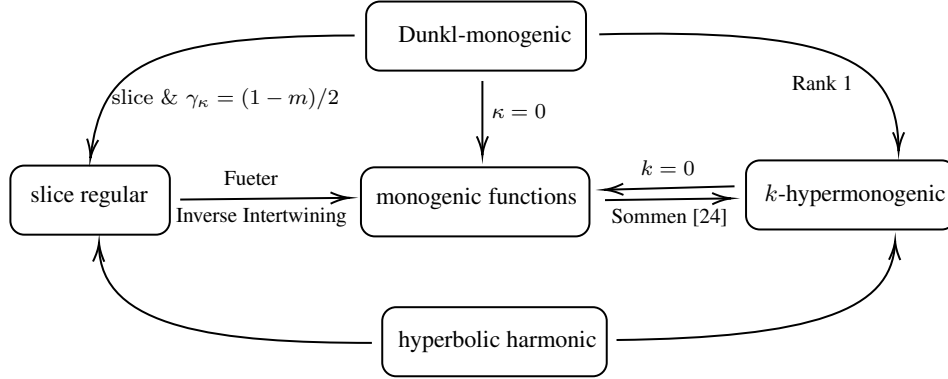 Dunkl-monogenic
slice & γ_κ = (1 − m)/2
Rank 1
κ = 0
slice regular
Fueter
Inverse Intertwining
monogenic functions
k = 0
Sommen [24]
k-hypermonogenic
hyperbolic harmonic